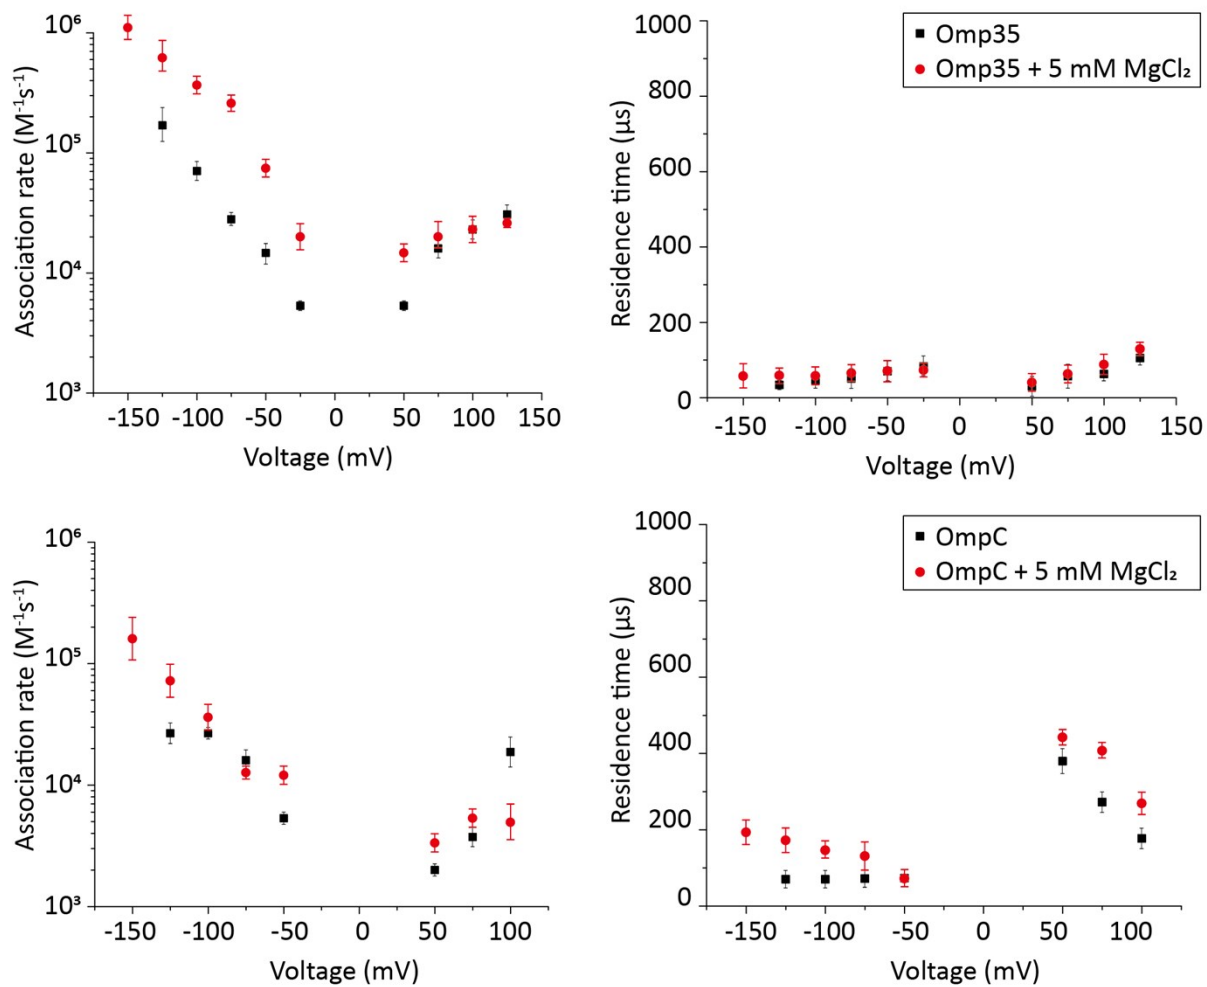 Association rate (M⁻¹s⁻¹)
10⁶
10⁵
10⁴
10³
-150 -100 -50 0 50 100 150
Voltage (mV)
Residence time (µs)
1000
800
600
400
200
0
Omp35
Omp35 + 5 mM MgCl₂
-150 -100 -50 0 50 100 150
Voltage (mV)
Association rate (M⁻¹s⁻¹)
10⁶
10⁵
10⁴
10³
-150 -100 -50 0 50 100
Voltage (mV)
Residence time (µs)
1000
800
600
400
200
0
OmpC
OmpC + 5 mM MgCl₂
-150 -100 -50 0 50 100
Voltage (mV)